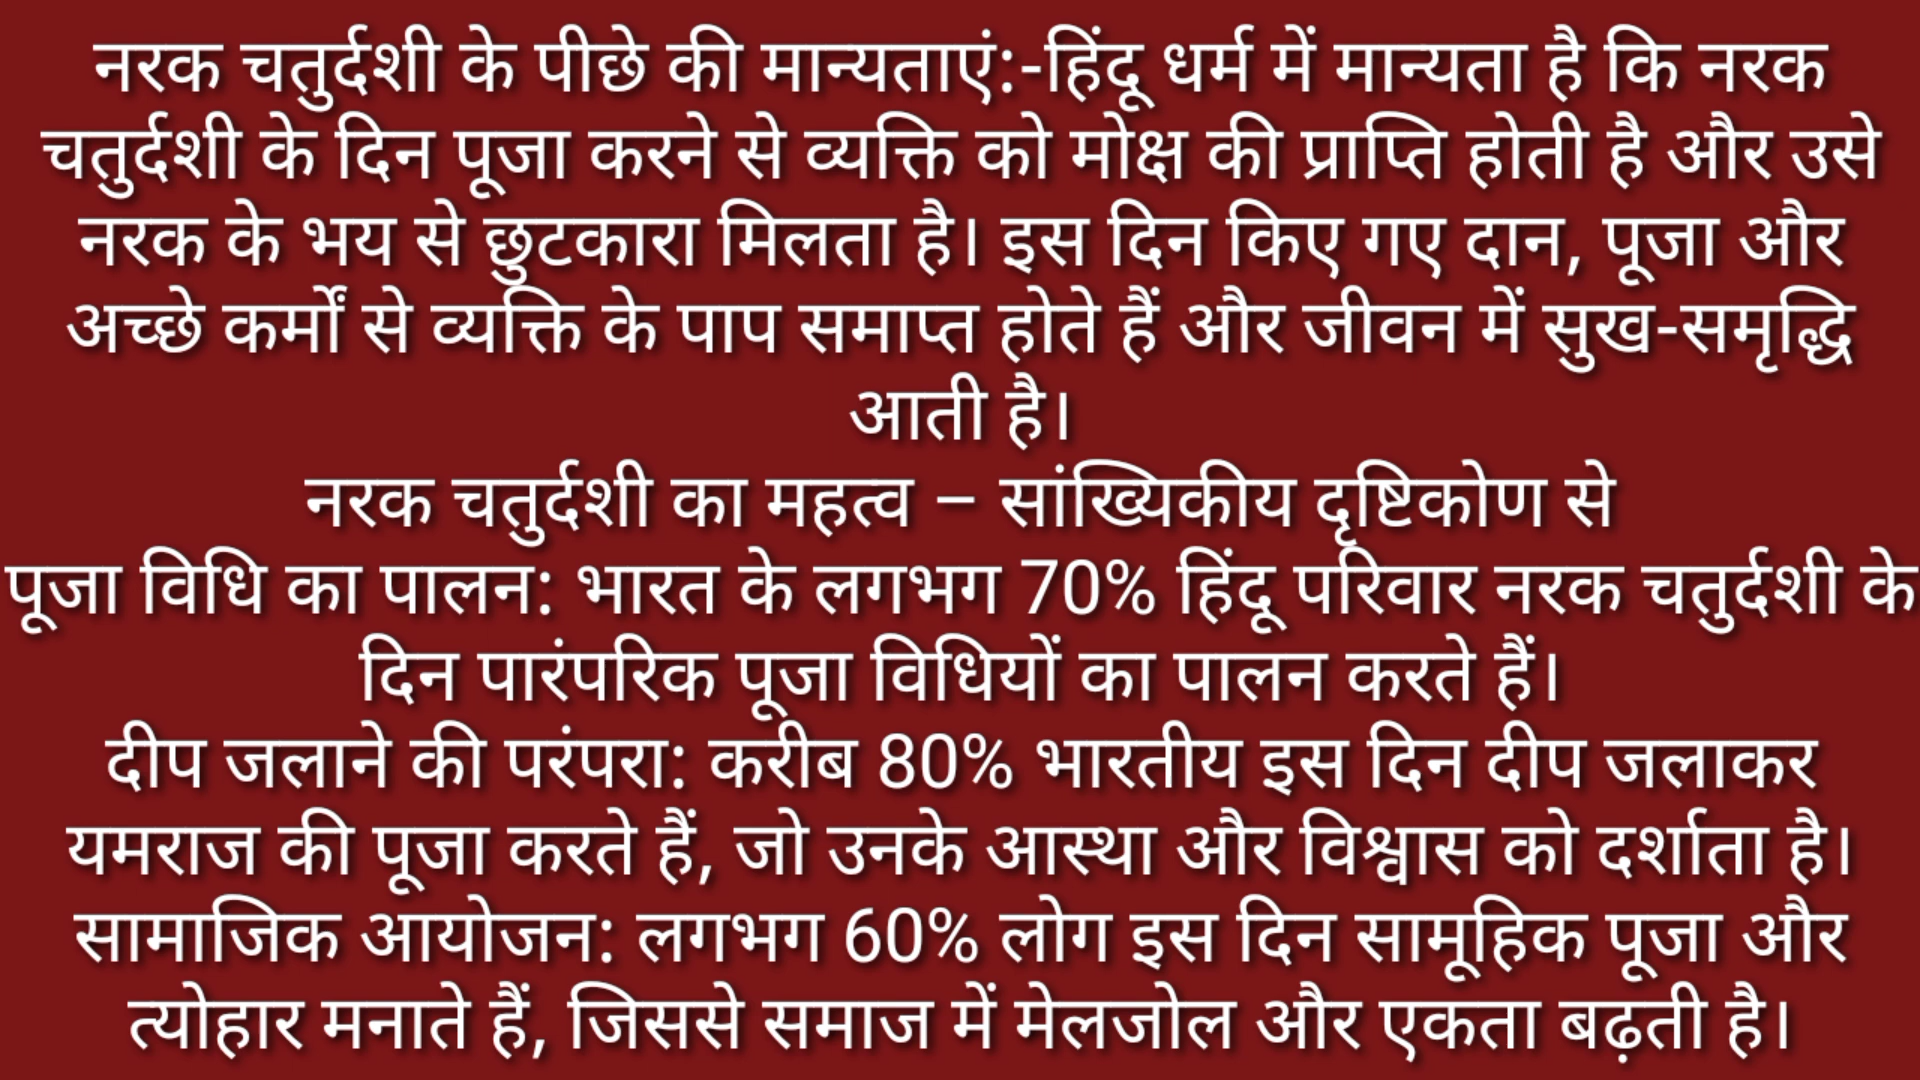 नरक चतुर्दशी के पीछे की मान्यताएं:-हिंदू धर्म में मान्यता है कि नरक
चतुर्दशी के दिन पूजा करने से व्यक्ति को मोक्ष की प्राप्ति होती है और उसे
नरक के भय से छुटकारा मिलता है। इस दिन किए गए दान, पूजा और
अच्छे कर्मों से व्यक्ति के पाप समाप्त होते हैं और जीवन में सुख-समृद्धि
आती है।
नरक चतुर्दशी का महत्व – सांख्यिकीय दृष्टिकोण से
पूजा विधि का पालन: भारत के लगभग 70% हिंदू परिवार नरक चतुर्दशी के
दिन पारंपरिक पूजा विधियों का पालन करते हैं।
दीप जलाने की परंपरा: करीब 80% भारतीय इस दिन दीप जलाकर
यमराज की पूजा करते हैं, जो उनके आस्था और विश्वास को दर्शाता है।
सामाजिक आयोजन: लगभग 60% लोग इस दिन सामूहिक पूजा और
त्योहार मनाते हैं, जिससे समाज में मेलजोल और एकता बढ़ती है।